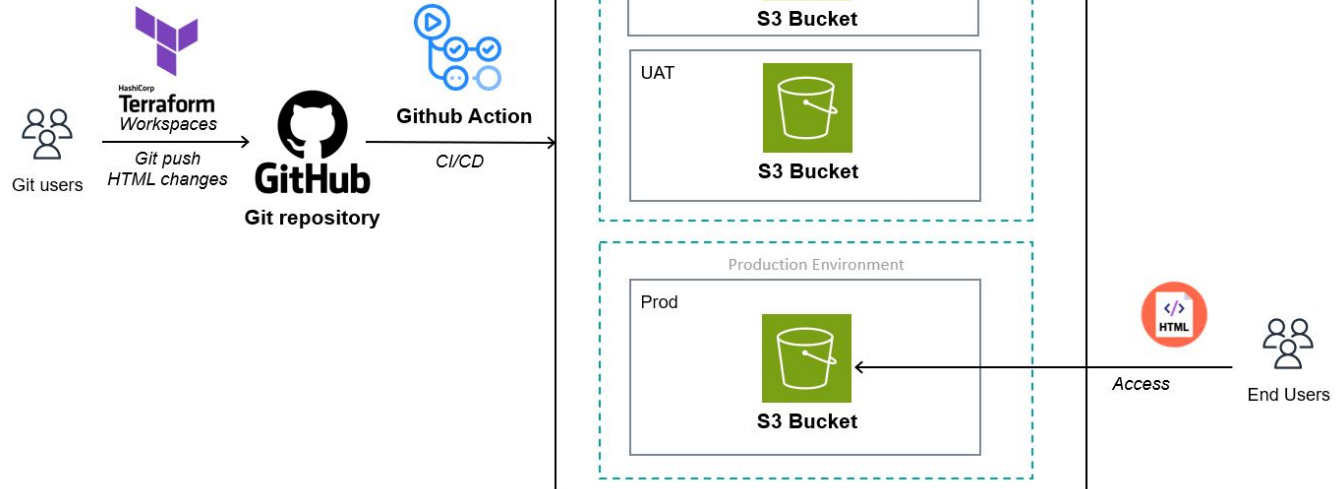 S3 Bucket
UAT
S3 Bucket
HashiCorp
Terraform
Workspaces
Git push
HTML changes
Git users
GitHub
Git repository
Github Action
CI/CD
Production Environment
Prod
S3 Bucket
</>
HTML
Access
End Users